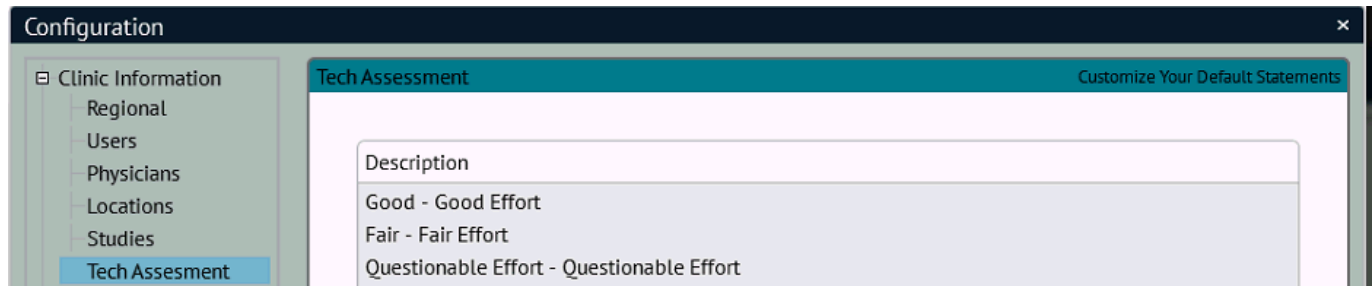 Configuration
Clinic Information
Regional
Users
Physicians
Locations
Studies
Tech Assesment
Tech Assessment
Customize Your Default Statements
Description
Good - Good Effort
Fair - Fair Effort
Questionable Effort - Questionable Effort